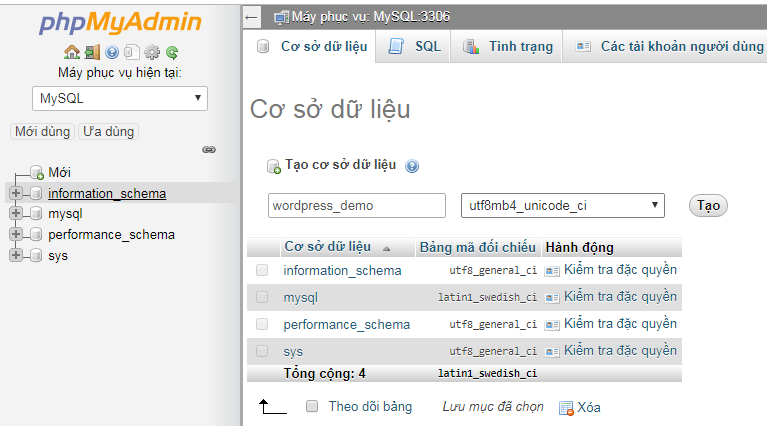 phpMyAdmin
Máy phục vụ hiện tại:
MySQL
Mới dùng Ưa dùng
Mới
information_schema
mysql
performance_schema
sys
Máy phục vụ: MySQL:3306
Cơ sở dữ liệu SQL Tình trạng Các tài khoản người dùng
Cơ sở dữ liệu
Tạo cơ sở dữ liệu
wordpress_demo utf8mb4_unicode_ci Tạo
Cơ sở dữ liệu Bảng mã đối chiếu Hành động
information_schema utf8_general_ci Kiểm tra đặc quyền
mysql latin1_swedish_ci Kiểm tra đặc quyền
performance_schema utf8_general_ci Kiểm tra đặc quyền
sys utf8_general_ci Kiểm tra đặc quyền
Tổng cộng: 4 latin1_swedish_ci
Theo dõi bảng Lưu mục đã chọn Xóa